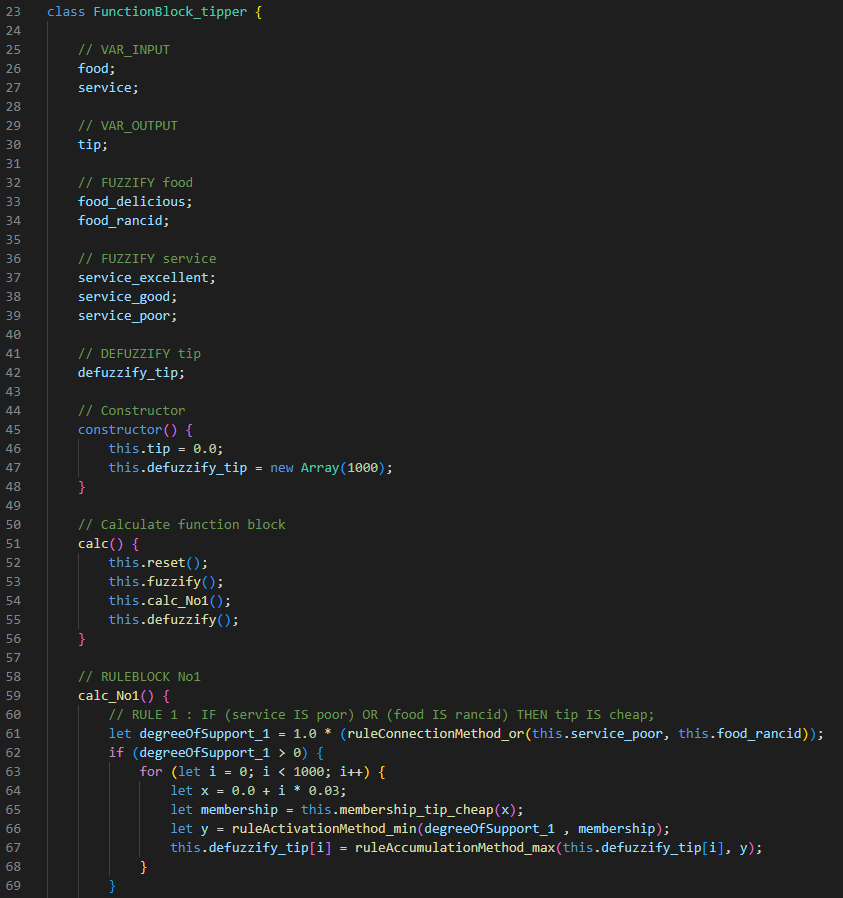 23 class FunctionBlock_tipper {
24
25 // VAR_INPUT
26 food;
27 service;
28
29 // VAR_OUTPUT
30 tip;
31
32 // FUZZIFY food
33 food_delicious;
34 food_rancid;
35
36 // FUZZIFY service
37 service_excellent;
38 service_good;
39 service_poor;
40
41 // DEFUZZIFY tip
42 defuzzify_tip;
43
44 // Constructor
45 constructor() {
46 this.tip = 0.0;
47 this.defuzzify_tip = new Array(1000);
48 }
49
50 // Calculate function block
51 calc() {
52 this.reset();
53 this.fuzzify();
54 this.calc_No1();
55 this.defuzzify();
56 }
57
58 // RULEBLOCK No1
59 calc_No1() {
60 // RULE 1 : IF (service IS poor) OR (food IS rancid) THEN tip IS cheap;
61 let degreeOfSupport_1 = 1.0 * (ruleConnectionMethod_or(this.service_poor, this.food_rancid));
62 if (degreeOfSupport_1 > 0) {
63 for (let i = 0; i < 1000; i++) {
64 let x = 0.0 + i * 0.03;
65 let membership = this.membership_tip_cheap(x);
66 let y = ruleActivationMethod_min(degreeOfSupport_1 , membership);
67 this.defuzzify_tip[i] = ruleAccumulationMethod_max(this.defuzzify_tip[i], y);
68 }
69 }